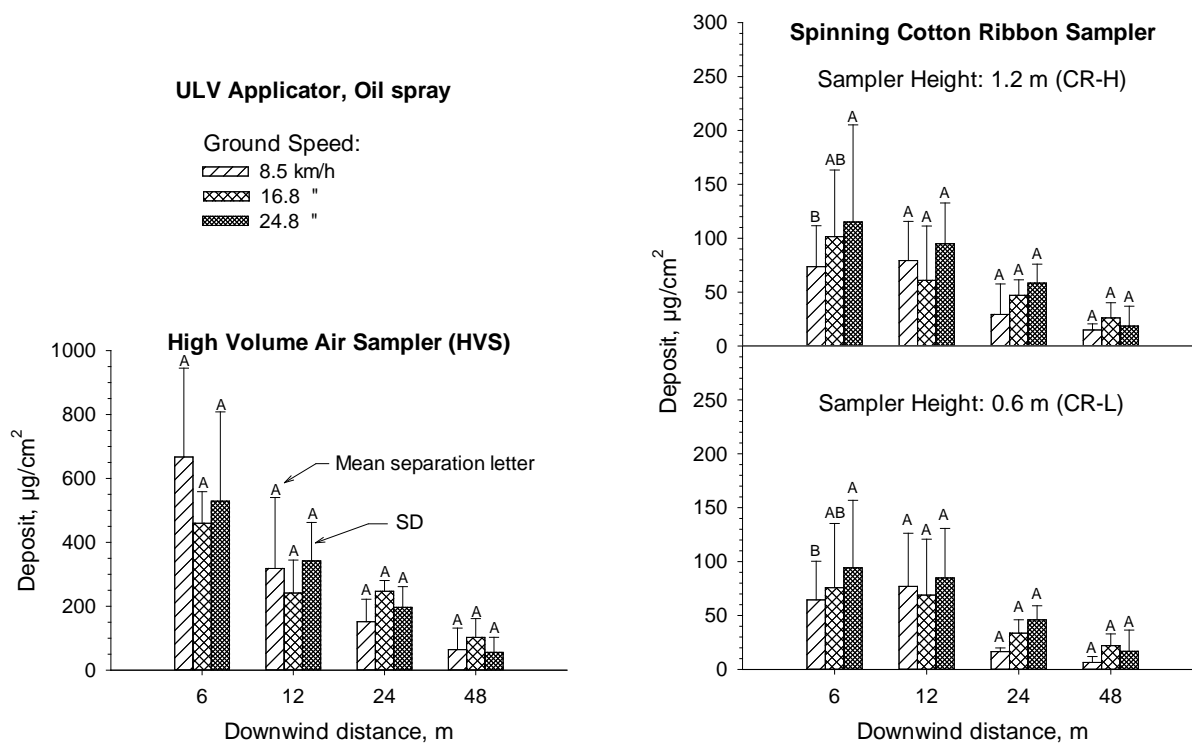 ULV Applicator, Oil spray
Ground Speed:
8.5 km/h
16.8 "
24.8 "
High Volume Air Sampler (HVS)
1000
800
600
400
200
0
Deposit, µg/cm²
A
A
A
A
A
A
A
A
A
A
A
A
Mean separation letter
SD
6 12 24 48
Downwind distance, m
Spinning Cotton Ribbon Sampler
Sampler Height: 1.2 m (CR-H)
300
250
200
150
100
50
0
Deposit, µg/cm²
B
AB
A
A
A
A
A
A
A
A
A
A
Sampler Height: 0.6 m (CR-L)
250
200
150
100
50
0
B
AB
A
A
A
A
A
A
A
A
A
A
6 12 24 48
Downwind distance, m